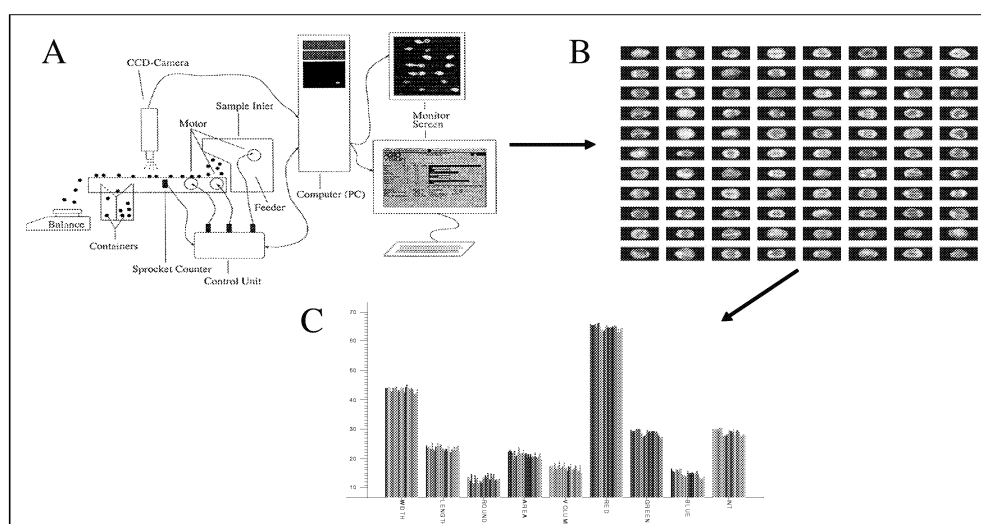 A
CCD-Camera
Sample Inlet
Motor
Monitor
Screen
Computer (PC)
Feeder
Balance
Containers
Sprocket Counter
Control Unit
B
C
70
60
50
40
30
20
10
WIDTH
LENGTH
ROUND
AREA
VOLUM
RED
GREEN
BLUE
INT